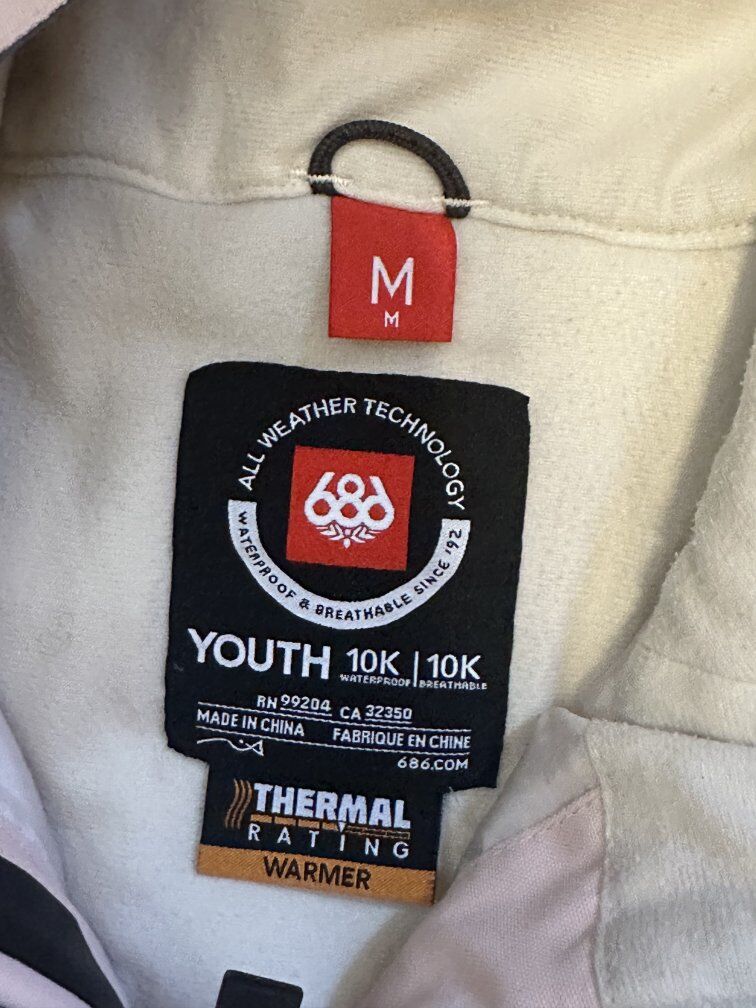 M
M
ALL WEATHER TECHNOLOGY
686
WATERPROOF & BREATHABLE SINCE '92
YOUTH 10K | 10K
WATERPROOF BREATHABLE
RN 99204 CA 32350
MADE IN CHINA FABRIQUE EN CHINE
686.COM
THERMAL
RATING
WARMER